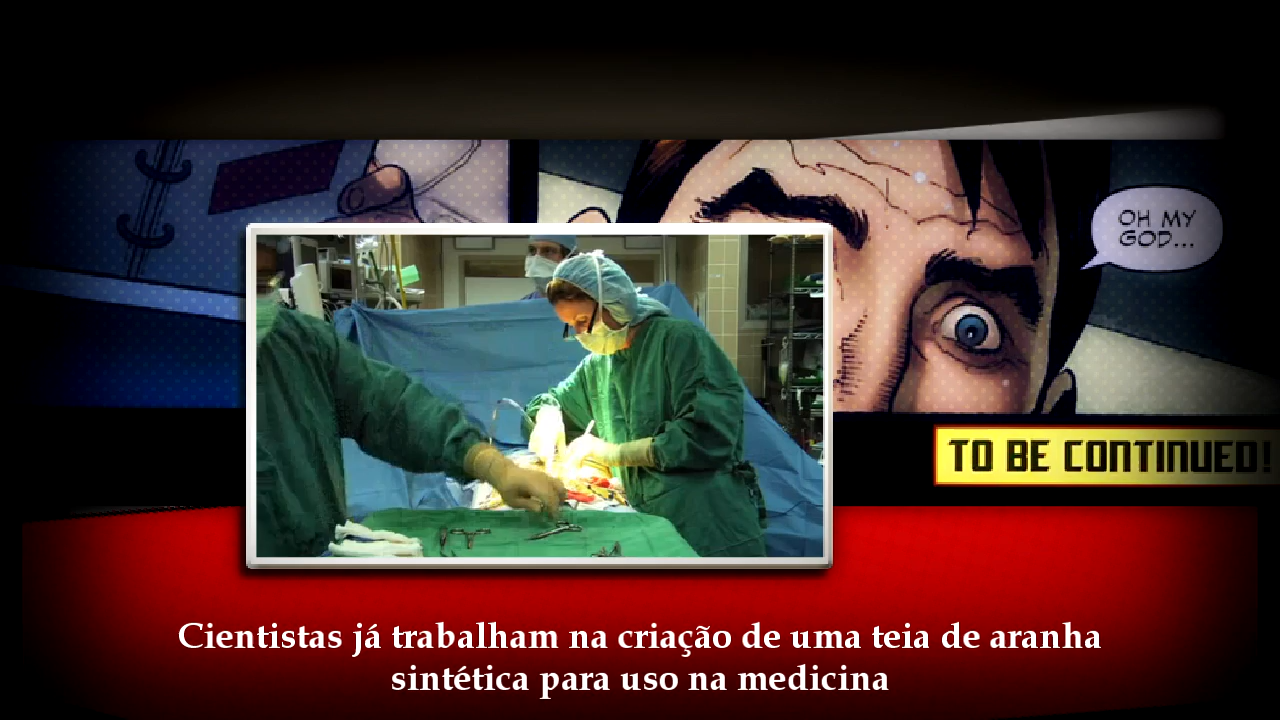 OH MY
GOD...
TO BE CONTINUED!
Cientistas já trabalham na criação de uma teia de aranha
sintética para uso na medicina